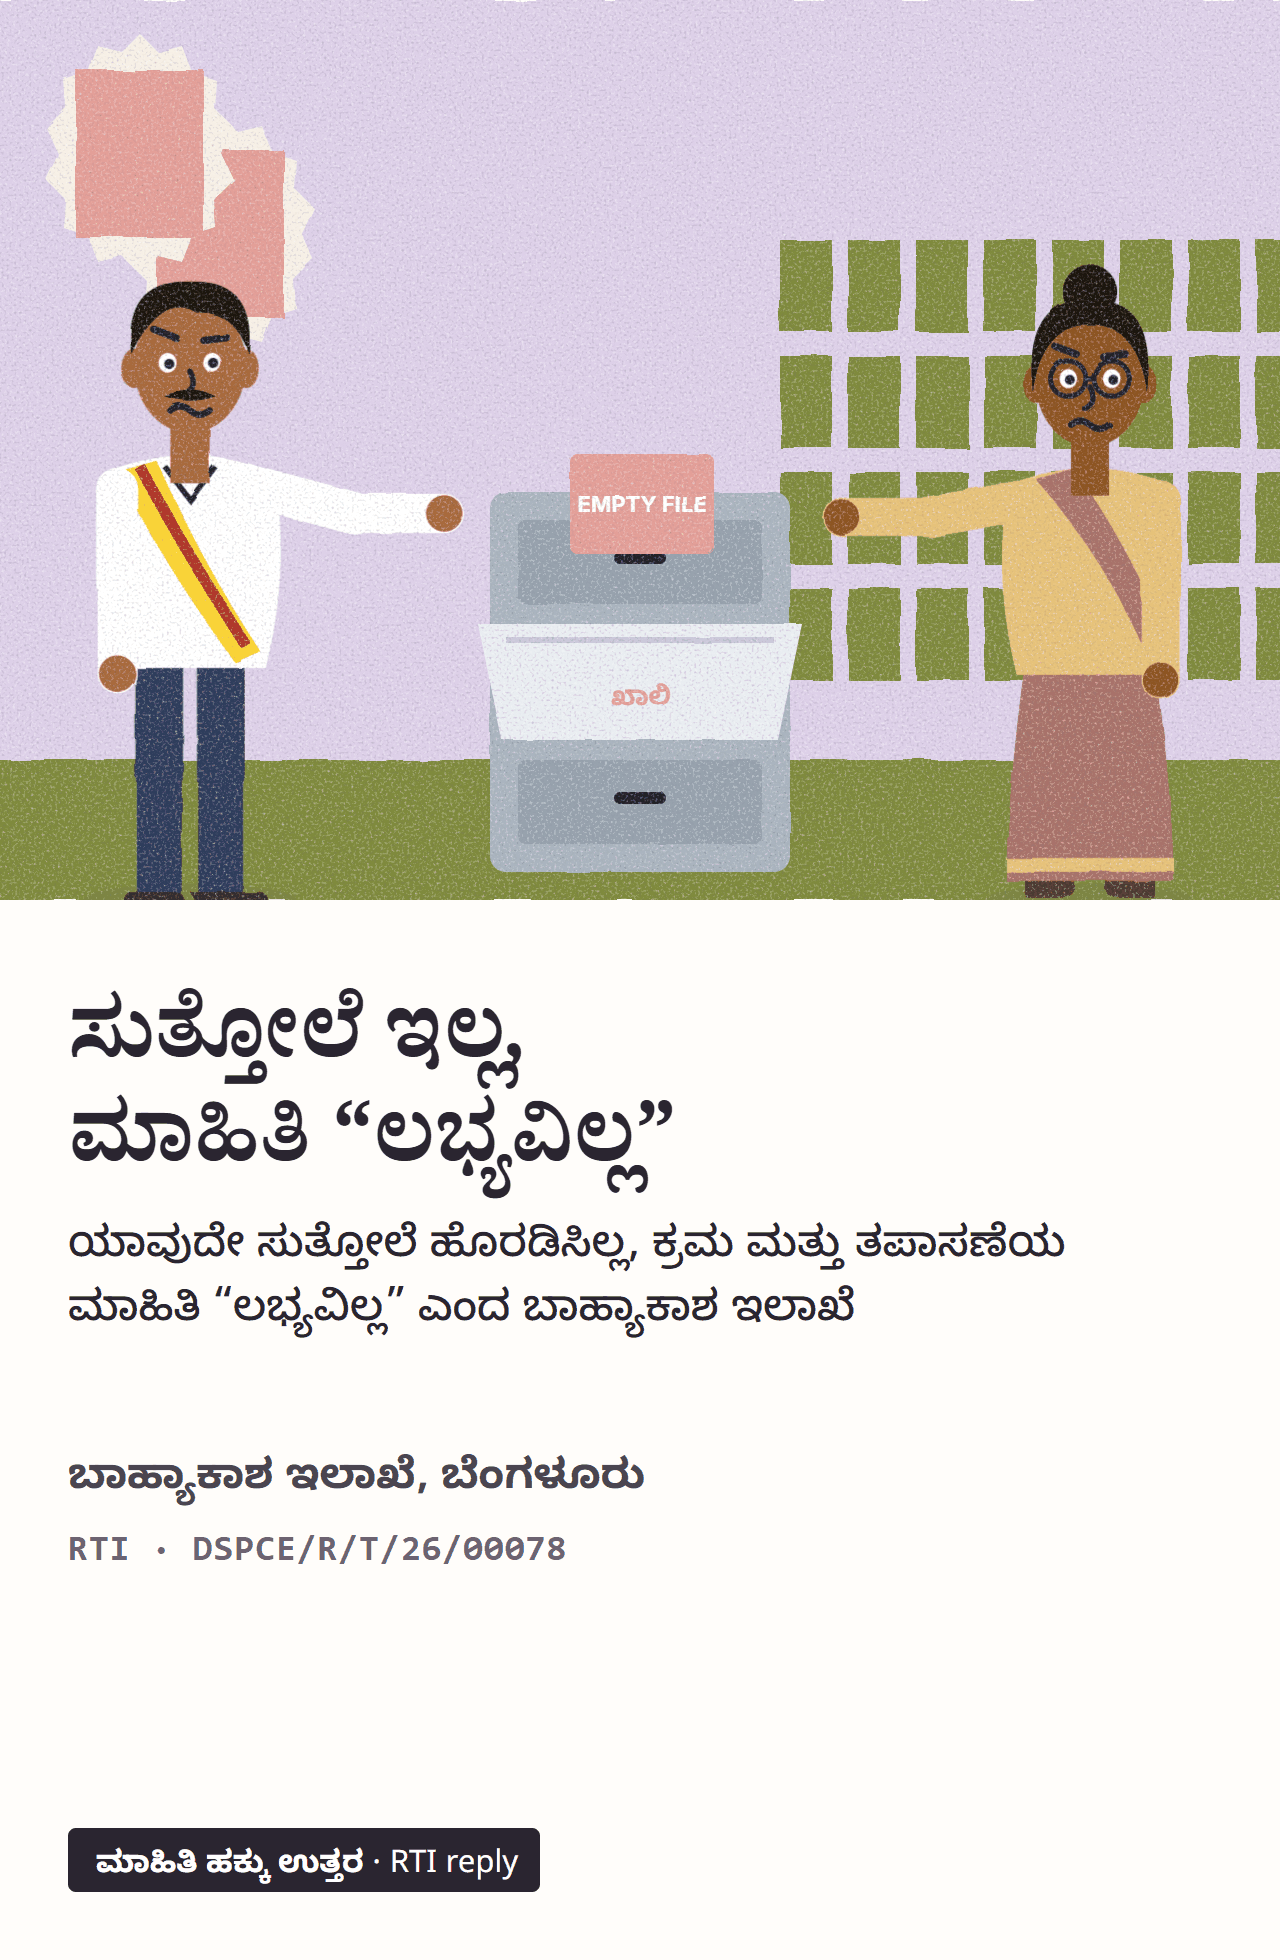 EMPTY FILE
ಖಾಲಿ
ಸುತ್ತೋಲೆ ಇಲ್ಲ,
ಮಾಹಿತಿ “ಲಭ್ಯವಿಲ್ಲ”
ಯಾವುದೇ ಸುತ್ತೋಲೆ ಹೊರಡಿಸಿಲ್ಲ, ಕ್ರಮ ಮತ್ತು ತಪಾಸಣೆಯ
ಮಾಹಿತಿ “ಲಭ್ಯವಿಲ್ಲ” ಎಂದ ಬಾಹ್ಯಾಕಾಶ ಇಲಾಖೆ
ಬಾಹ್ಯಾಕಾಶ ಇಲಾಖೆ, ಬೆಂಗಳೂರು
RTI · DSPCE/R/T/26/00078
ಮಾಹಿತಿ ಹಕ್ಕು ಉತ್ತರ · RTI reply